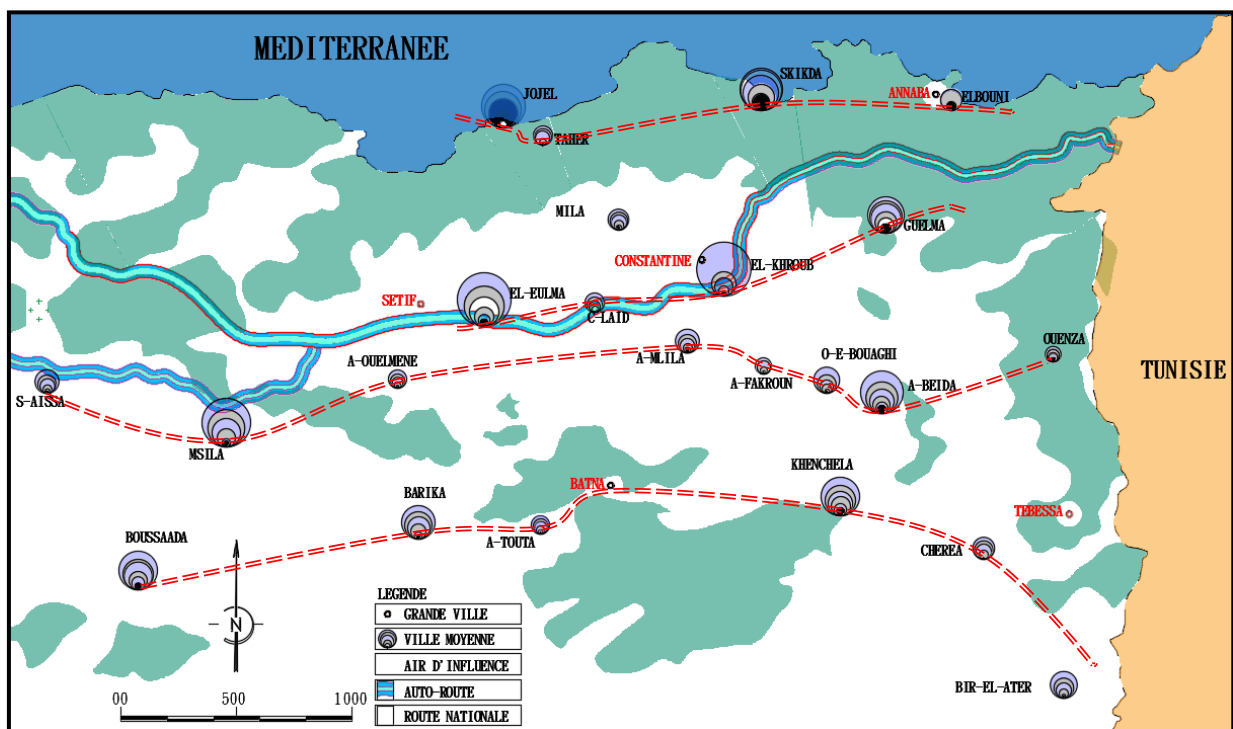 MEDITERRANEE
SKIKDA
JOJEL
ANNABA
ELBOUNI
TAHER
MILA
GUELMA
CONSTANTINE
EL-KHROUB
SETIF
EL-EULMA
C-LAID
OUENZA
A-OUELMENE
A-MLILA
O-E-BOUAGHI
TUNISIE
A-FAKROUN
A-BEIDA
S-AISSA
MSILA
KHENCHELA
BATNA
BARIKA
TEBESSA
A-TOUTA
BOUSSAADA
CHEREA
LEGENDE
GRANDE VILLE
N
VILLE MOYENNE
AIR D'INFLUENCE
BIR-EL-ATER
00 500 1000
AUTO-ROUTE
ROUTE NATIONALE